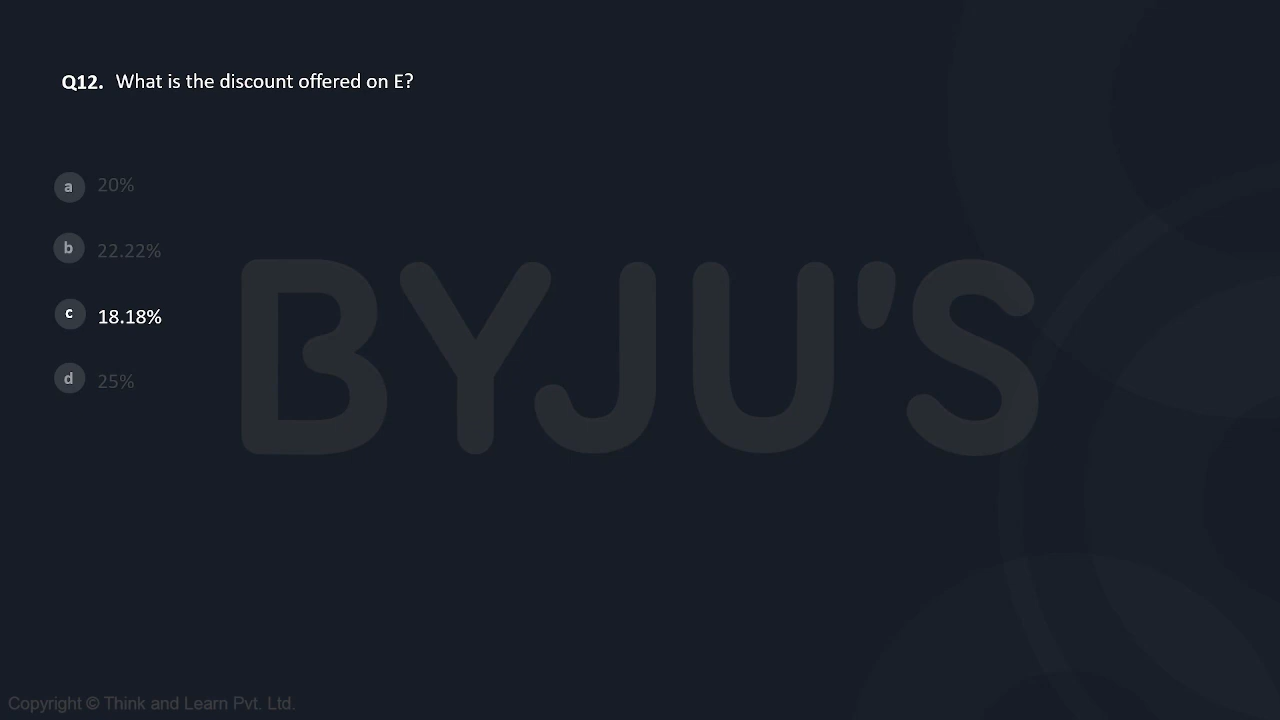 Q12. What is the discount offered on E?
a 20%
b 22.22%
c 18.18%
d 25%
BYJU'S
Copyright © Think and Learn Pvt. Ltd.